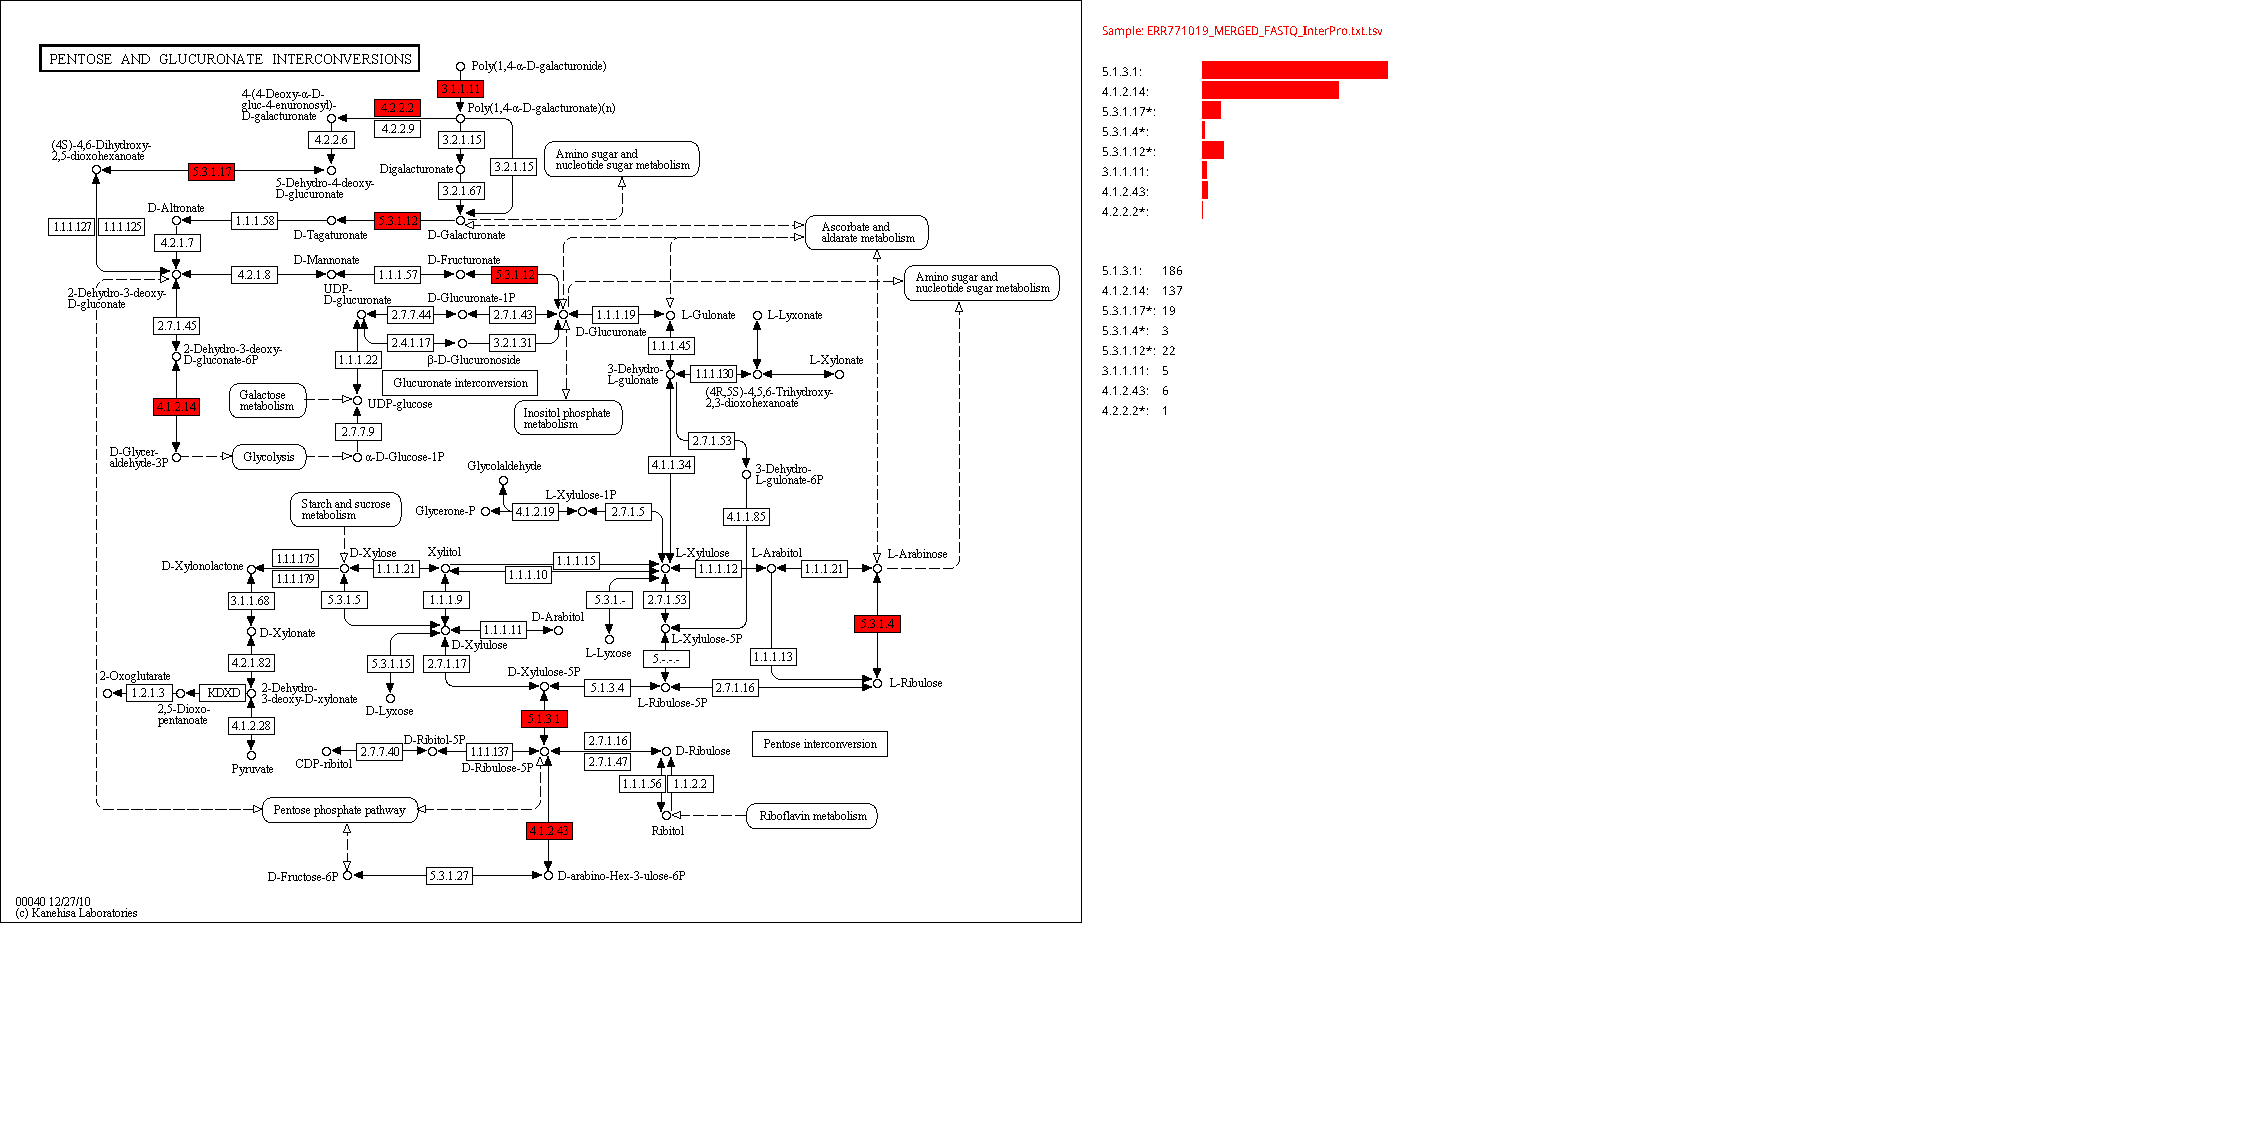 PENTOSE AND GLUCURONATE INTERCONVERSIONS
Poly(1,4-α-D-galacturonide)
3.1.1.11
4-(4-Deoxy-α-D-
gluc-4-enuronosyl)-
D-galacturonate
4.2.2.2
Poly(1,4-α-D-galacturonate)(n)
4.2.2.9
4.2.2.6
3.2.1.15
(4S)-4,6-Dihydroxy-
2,5-dioxohexanoate
3.2.1.15
Amino sugar and
nucleotide sugar metabolism
5.3.1.17
Digalacturonate
5-Dehydro-4-deoxy-
D-glucuronate
3.2.1.67
D-Altronate
1.1.1.127
1.1.1.125
1.1.1.58
5.3.1.12
D-Tagaturonate
D-Galacturonate
Ascorbate and
aldarate metabolism
4.2.1.7
D-Mannonate
D-Fructuronate
4.2.1.8
1.1.1.57
5.3.1.12
Amino sugar and
nucleotide sugar metabolism
2-Dehydro-3-deoxy-
D-gluconate
UDP-
D-glucuronate
D-Glucuronate-1P
2.7.7.44
2.7.1.43
1.1.1.19
L-Gulonate
L-Lyxonate
2.7.1.45
D-Glucuronate
2.4.1.17
3.2.1.31
1.1.1.45
2-Dehydro-3-deoxy-
D-gluconate-6P
1.1.1.22
β-D-Glucuronoside
L-Xylonate
3-Dehydro-
L-gulonate
1.1.1.130
Glucuronate interconversion
(4R,5S)-4,5,6-Trihydroxy-
2,3-dioxohexanoate
Galactose
metabolism
UDP-glucose
4.1.2.14
Inositol phosphate
metabolism
2.7.7.9
2.7.1.53
D-Glycer-
aldehyde-3P
Glycolysis
α-D-Glucose-1P
4.1.1.34
Glycolaldehyde
3-Dehydro-
L-gulonate-6P
Starch and sucrose
metabolism
L-Xylulose-1P
Glycerone-P
4.1.2.19
2.7.1.5
4.1.1.85
1.1.1.175
D-Xylose
Xylitol
1.1.1.15
L-Xylulose
L-Arabitol
L-Arabinose
D-Xylonolactone
1.1.1.179
1.1.1.21
1.1.1.10
1.1.1.12
1.1.1.21
3.1.1.68
5.3.1.5
1.1.1.9
5.3.1.-
2.7.1.53
D-Arabitol
5.3.1.4
D-Xylonate
1.1.1.11
D-Xylulose
L-Xylulose-5P
L-Lyxose
4.2.1.82
5.3.1.15
2.7.1.17
5.-.-.-
1.1.1.13
2-Oxoglutarate
D-Xylulose-5P
1.2.1.3
KDXD
2-Dehydro-
3-deoxy-D-xylonate
5.1.3.4
2.7.1.16
L-Ribulose
2,5-Dioxo-
pentanoate
D-Lyxose
L-Ribulose-5P
4.1.2.28
5.1.3.1
D-Ribitol-5P
2.7.1.16
Pentose interconversion
2.7.7.40
1.1.1.137
D-Ribulose
Pyruvate
CDP-ribitol
D-Ribulose-5P
2.7.1.47
1.1.1.56
1.1.2.2
Pentose phosphate pathway
Riboflavin metabolism
4.1.2.43
Ribitol
D-Fructose-6P
5.3.1.27
D-arabino-Hex-3-ulose-6P
00040 12/27/10
(c) Kanehisa Laboratories
Sample: ERR771019_MERGED_FASTQ_InterPro.txt.tsv
5.1.3.1:
4.1.2.14:
5.3.1.17*:
5.3.1.4*:
5.3.1.12*:
3.1.1.11:
4.1.2.43:
4.2.2.2*:
5.1.3.1: 186
4.1.2.14: 137
5.3.1.17*: 19
5.3.1.4*: 3
5.3.1.12*: 22
3.1.1.11: 5
4.1.2.43: 6
4.2.2.2*: 1